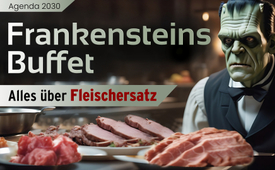 Agenda 2030
Frankensteins
Buffet
Alles über Fleischersatz